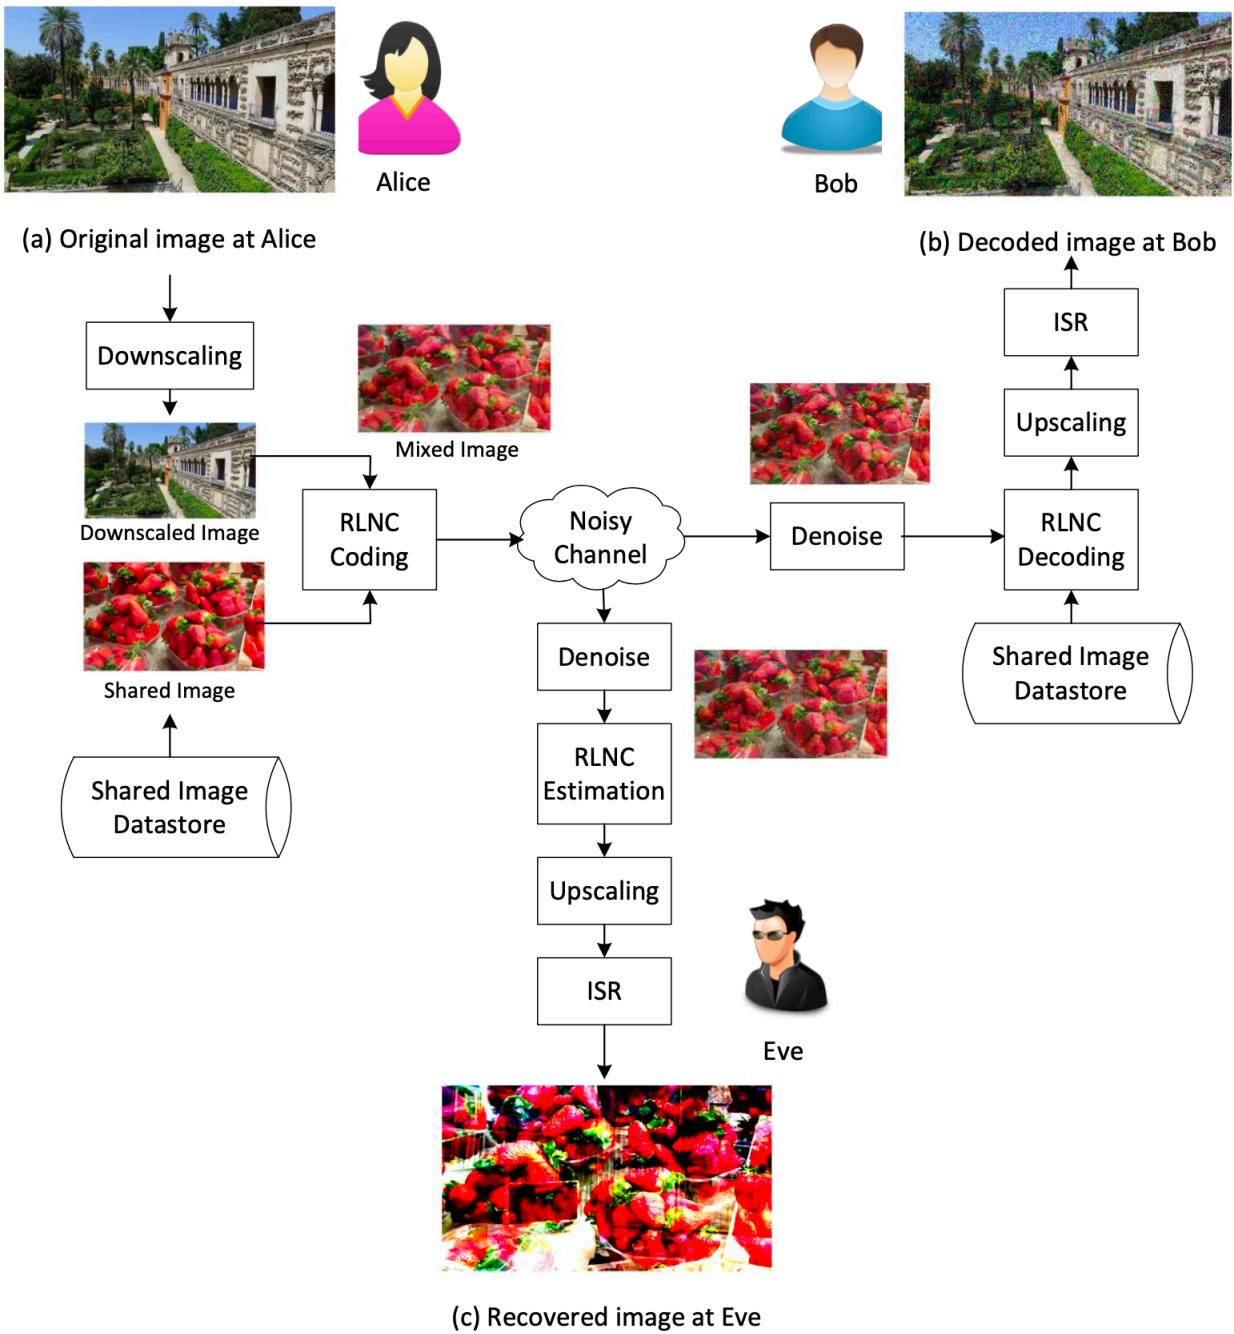 Alice
Bob
(a) Original image at Alice
(b) Decoded image at Bob
Downscaling
ISR
Mixed Image
Upscaling
Downscaled Image
RLNC
Coding
Noisy
Channel
Denoise
RLNC
Decoding
Shared Image
Denoise
Shared Image
Datastore
Shared Image
Datastore
RLNC
Estimation
Upscaling
ISR
Eve
(c) Recovered image at Eve